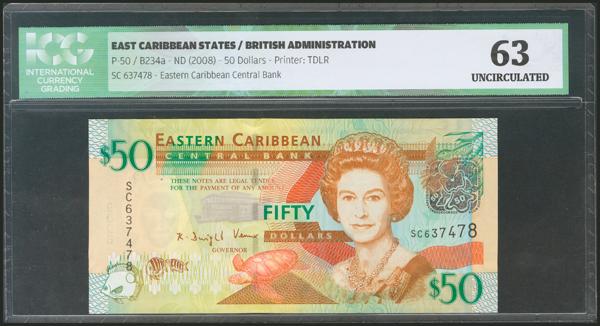 ICG
INTERNATIONAL
CURRENCY
GRADING
EAST CARIBBEAN STATES / BRITISH ADMINISTRATION
P-50 / B234a - ND (2008) - 50 Dollars - Printer: TDLR
SC 637478 - Eastern Caribbean Central Bank
63
UNCIRCULATED
$50
EASTERN CARIBBEAN
CENTRAL BANK
THESE NOTES ARE LEGAL TENDER
FOR THE PAYMENT OF ANY AMOUNT
SC637478
FIFTY
DOLLARS
K Dwight Venner
GOVERNOR
SC637478
$50